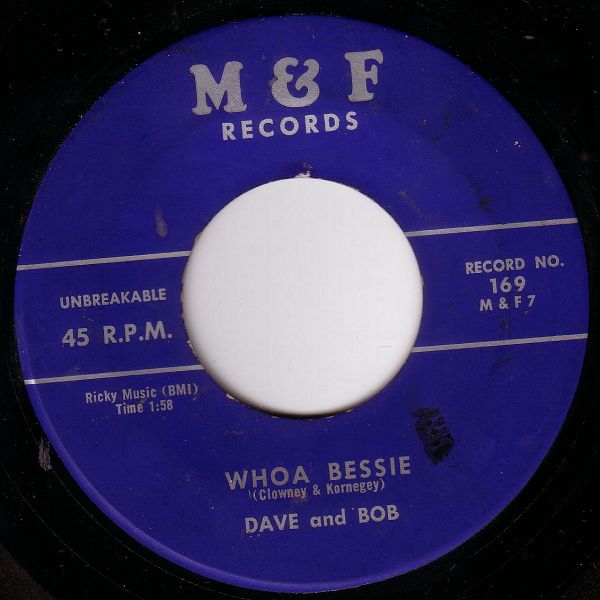 M & F
RECORDS
UNBREAKABLE
45 R.P.M.
RECORD NO.
169
M & F 7
Ricky Music (BMI)
Time 1:58
WHOA BESSIE
(Clowney & Kornegey)
DAVE and BOB